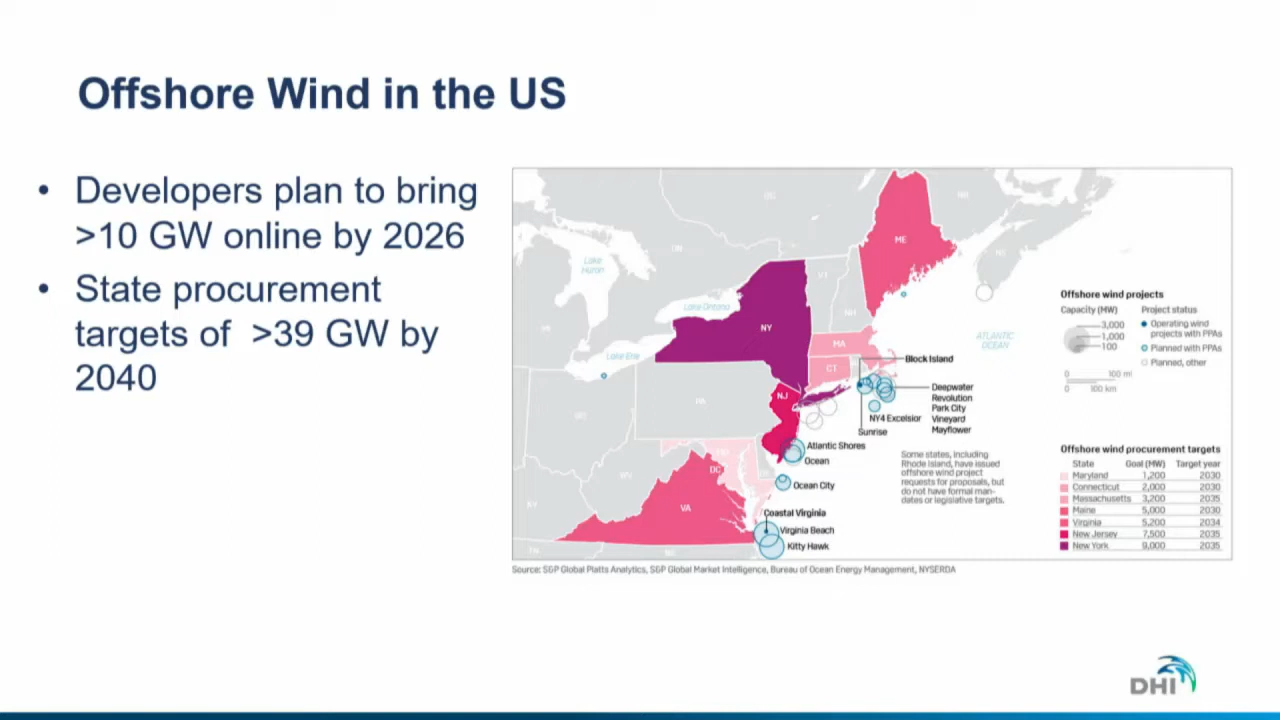 Offshore Wind in the US
• Developers plan to bring
>10 GW online by 2026
• State procurement
targets of >39 GW by
2040
ME
VT
NH
NY
MA
CT
PA
NJ
WV
VA
DC
Lake
Huron
Lake Ontario
Lake Erie
ATLANTIC
OCEAN
Block Island
Deepwater
Revolution
Park City
Vineyard
Mayflower
NY4 Excelsior
Sunrise
Atlantic Shores
Ocean
Ocean City
Coastal Virginia
Virginia Beach
Kitty Hawk
Some states, including
Rhode Island, have issued
offshore wind project
requests for proposals, but
do not have formal man-
dates or legislative targets.
Offshore wind projects
Capacity (MW) Project status
3,000
1,000
100
Operating wind
projects with PPAs
Planned with PPAs
Planned, other
0 100 mi
0 100 km
Offshore wind procurement targets
State Goal (MW) Target year
Maryland 1,200 2030
Connecticut 2,000 2030
Massachusetts 3,200 2035
Maine 5,000 2030
Virginia 5,200 2034
New Jersey 7,500 2035
New York 9,000 2035
Source: S&P Global Platts Analytics, S&P Global Market Intelligence, Bureau of Ocean Energy Management, NYSERDA
DHI